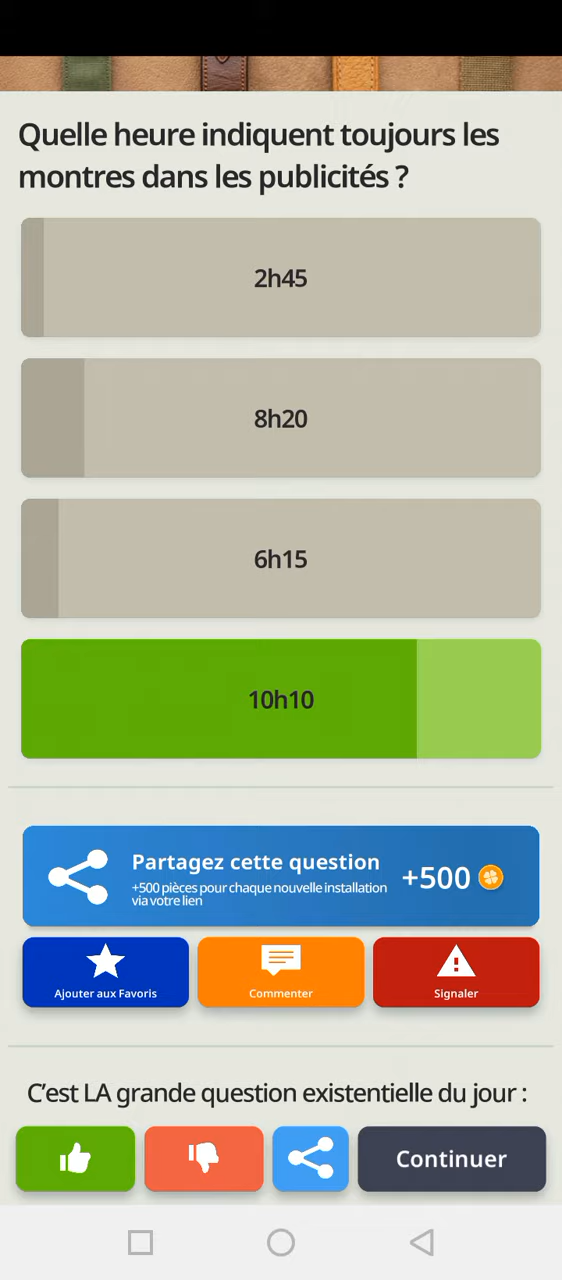 Quelle heure indiquent toujours les
montres dans les publicités ?
2h45
8h20
6h15
10h10
Partagez cette question
+500 pièces pour chaque nouvelle installation
via votre lien
+500
Ajouter aux Favoris
Commenter
Signaler
C'est LA grande question existentielle du jour :
Continuer